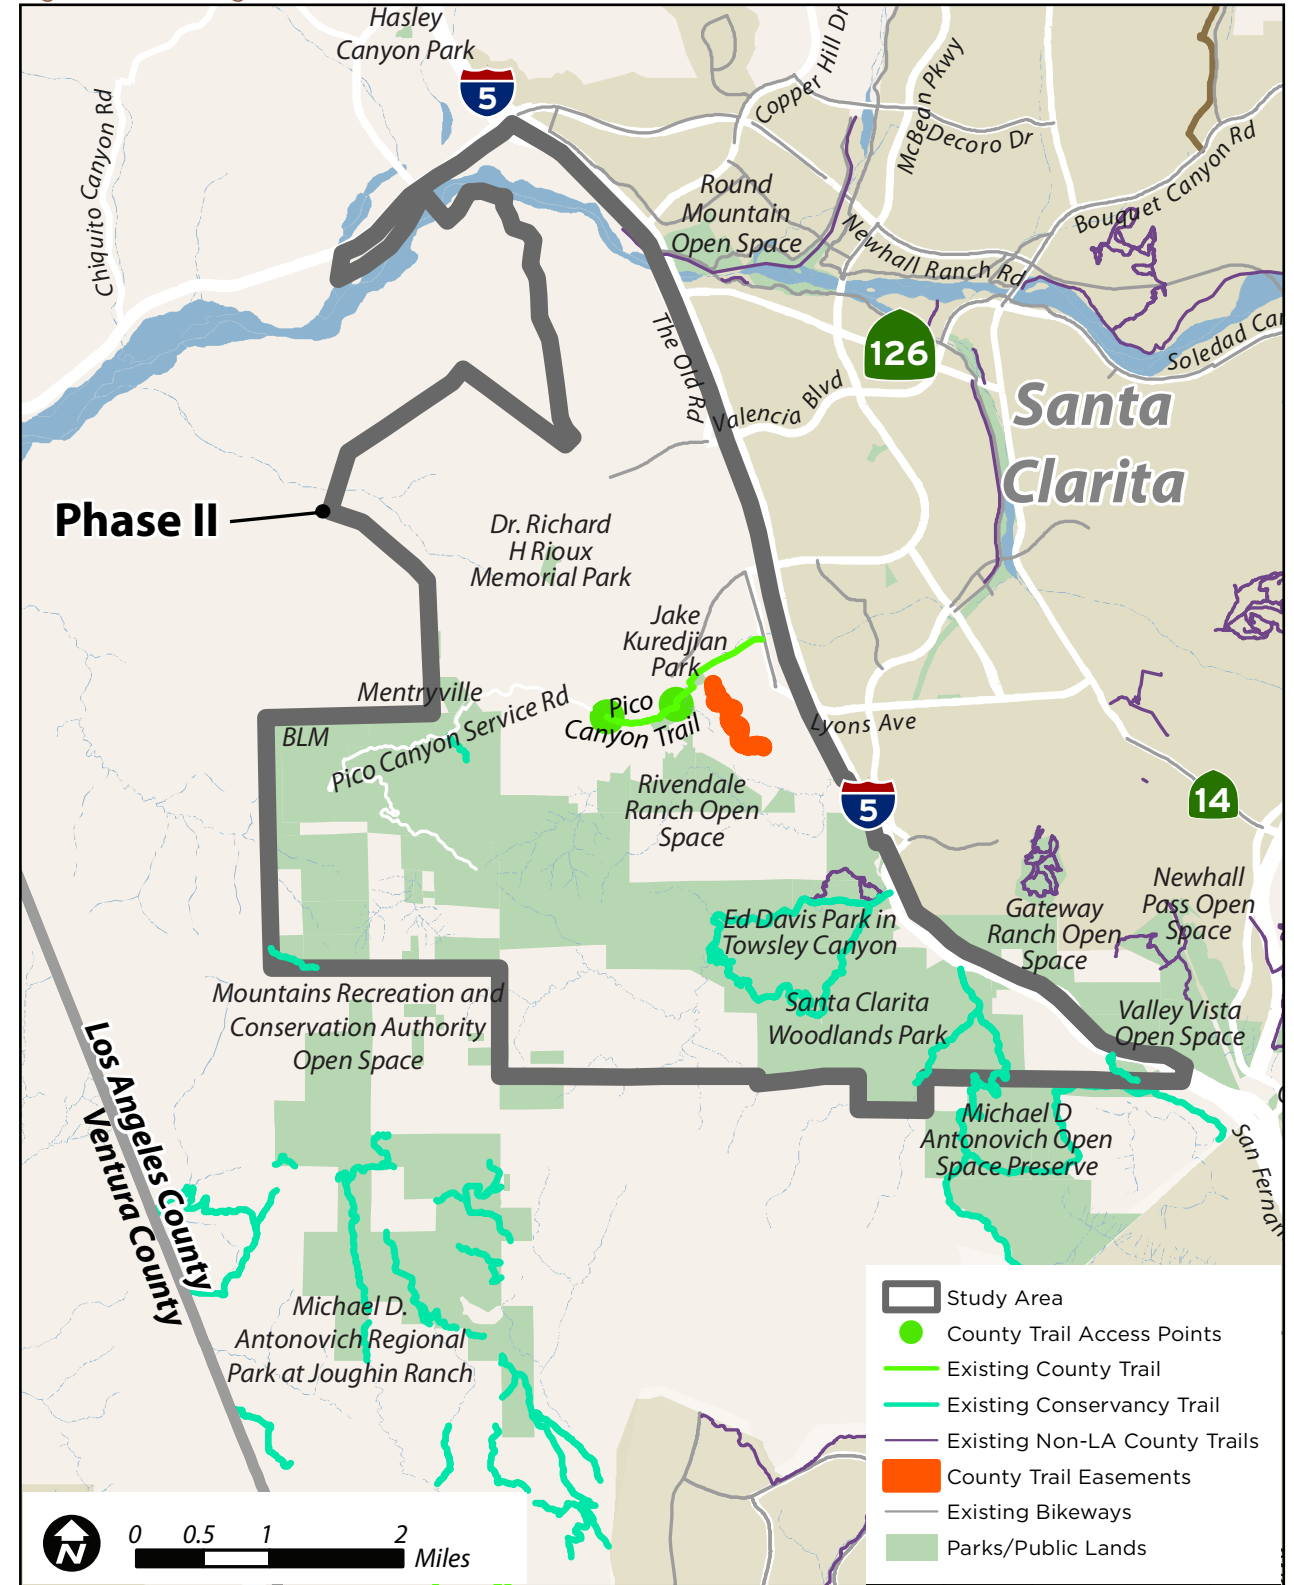 Hasley
Canyon Park
5
Chiquito Canyon Rd
Copper Hill Dr
McBean Pkwy
Decoro Dr
Bouquet Canyon Rd
Round
Mountain
Open Space
Newhall Ranch Rd
126
Soledad Can
The Old Rd
Valencia Blvd
Santa
Clarita
Phase II
Dr. Richard
H Rioux
Memorial Park
Jake
Kuredjian
Park
Mentryville
BLM
Pico Canyon Service Rd
Pico
Canyon Trail
Lyons Ave
Rivendale
Ranch Open
Space
5
14
Ed Davis Park in
Towsley Canyon
Gateway
Ranch Open
Space
Newhall
Pass Open
Space
Mountains Recreation and
Conservation Authority
Open Space
Santa Clarita
Woodlands Park
Valley Vista
Open Space
Los Angeles County
Ventura County
Michael D
Antonovich Open
Space Preserve
San Fernan
Michael D.
Antonovich Regional
Park at Joughin Ranch
Study Area
County Trail Access Points
Existing County Trail
Existing Conservancy Trail
Existing Non-LA County Trails
County Trail Easements
Existing Bikeways
Parks/Public Lands
N
0 0.5 1 2
Miles